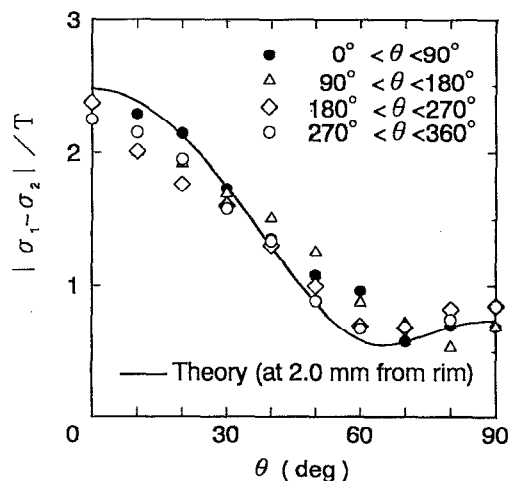 3
2
1
0
30
60
90
| σ₁-σ₂ | / T
θ ( deg )
● 0° < θ < 90°
△ 90° < θ < 180°
◇ 180° < θ < 270°
○ 270° < θ < 360°
— Theory (at 2.0 mm from rim)